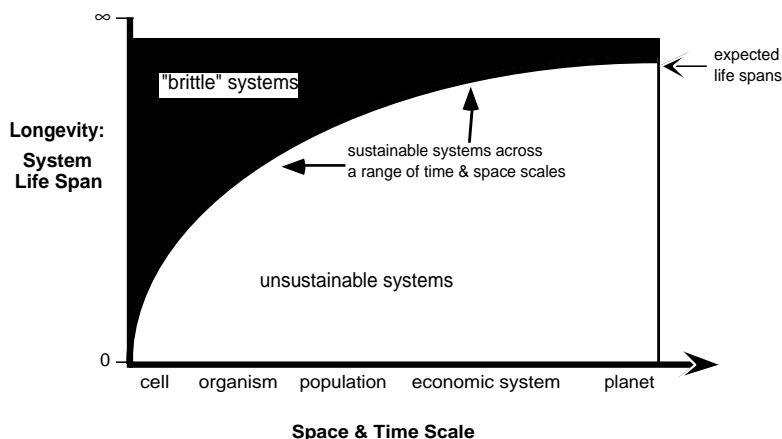 ∞
"brittle" systems
expected
life spans
Longevity:
System
Life Span
sustainable systems across
a range of time & space scales
unsustainable systems
0
cell organism population economic system planet
Space & Time Scale